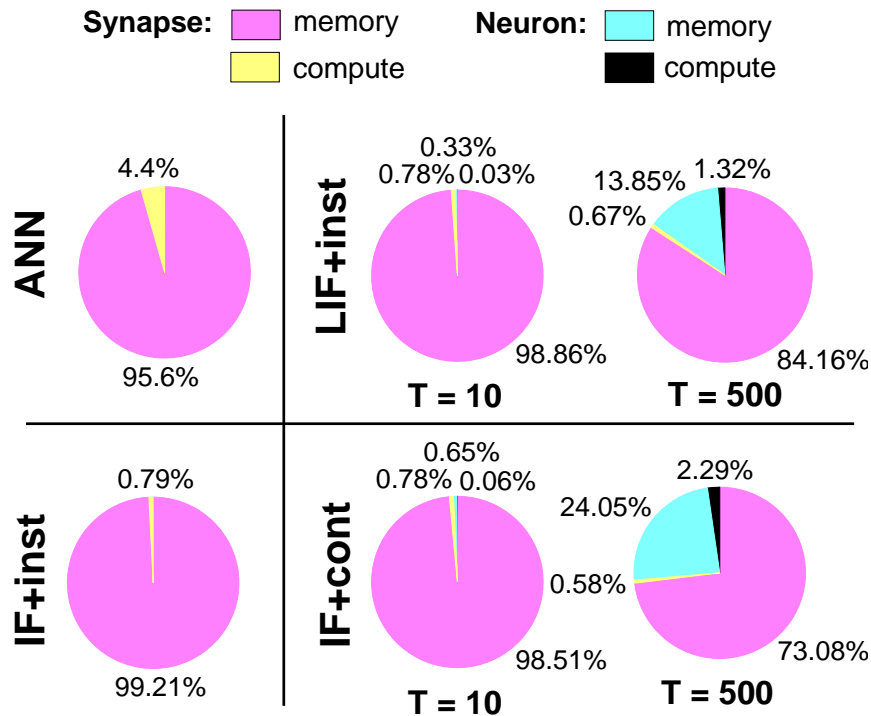 Synapse: memory Neuron: memory
compute compute
ANN
4.4%
95.6%
LIF+inst
0.33%
0.78% 0.03%
98.86%
T = 10
1.32%
13.85%
0.67%
84.16%
T = 500
IF+inst
0.79%
99.21%
IF+cont
0.65%
0.78% 0.06%
98.51%
T = 10
2.29%
24.05%
0.58%
73.08%
T = 500